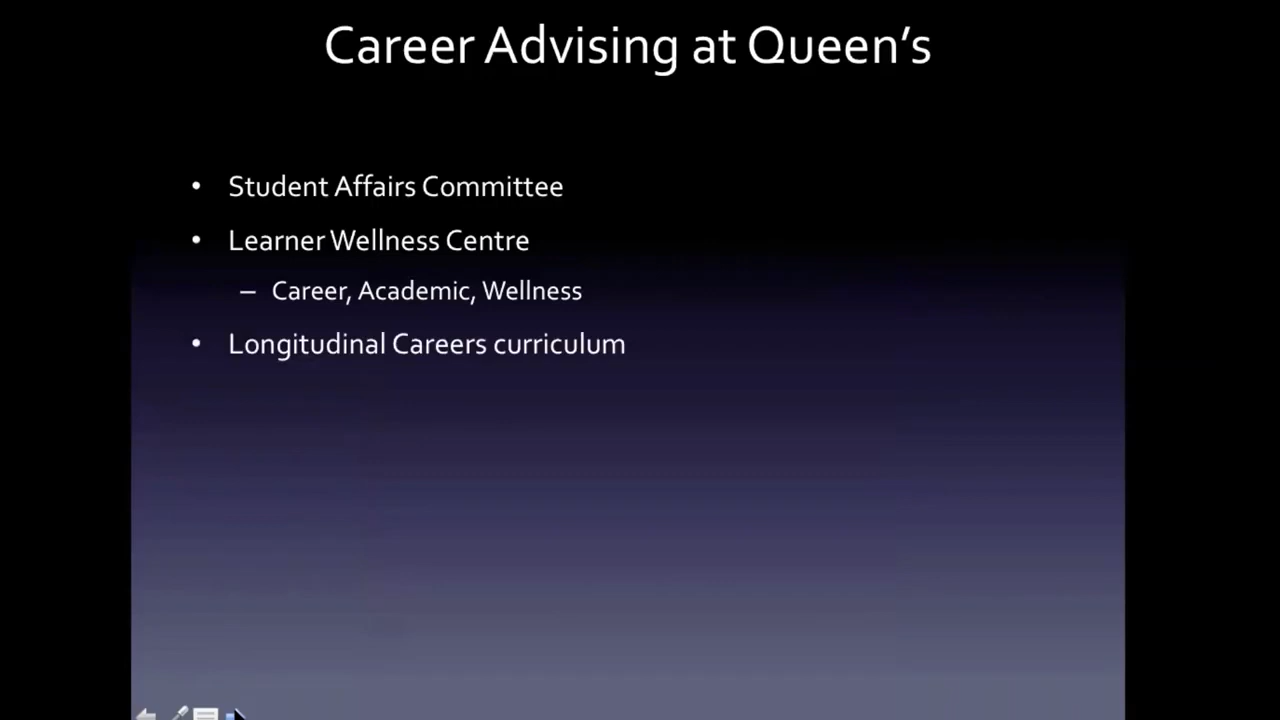 Career Advising at Queen’s
• Student Affairs Committee
• Learner Wellness Centre
– Career, Academic, Wellness
• Longitudinal Careers curriculum